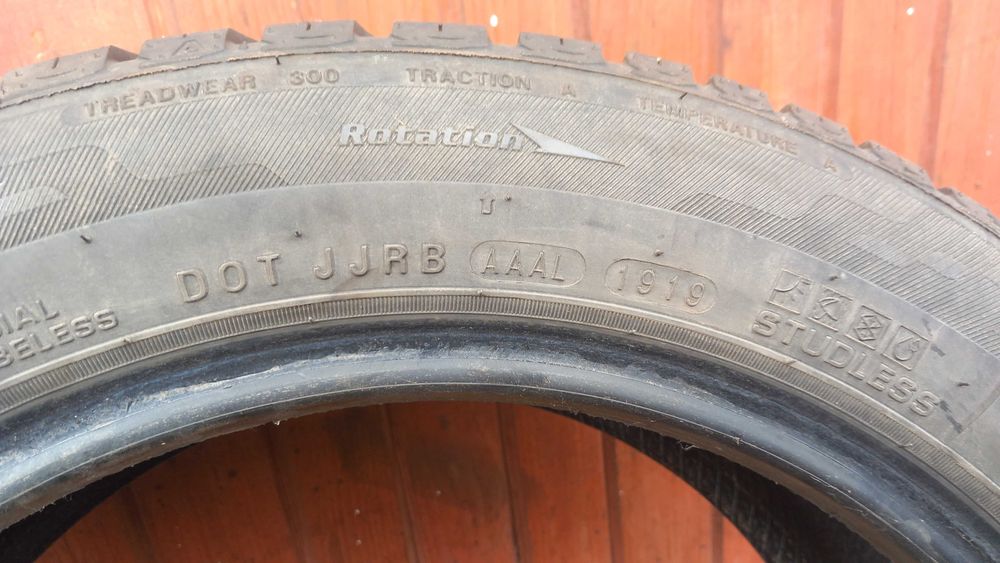 TREADWEAR 300 TRACTION A TEMPERATURE A
Rotation
DOT JJRB AAAL 1919
STUDLESS